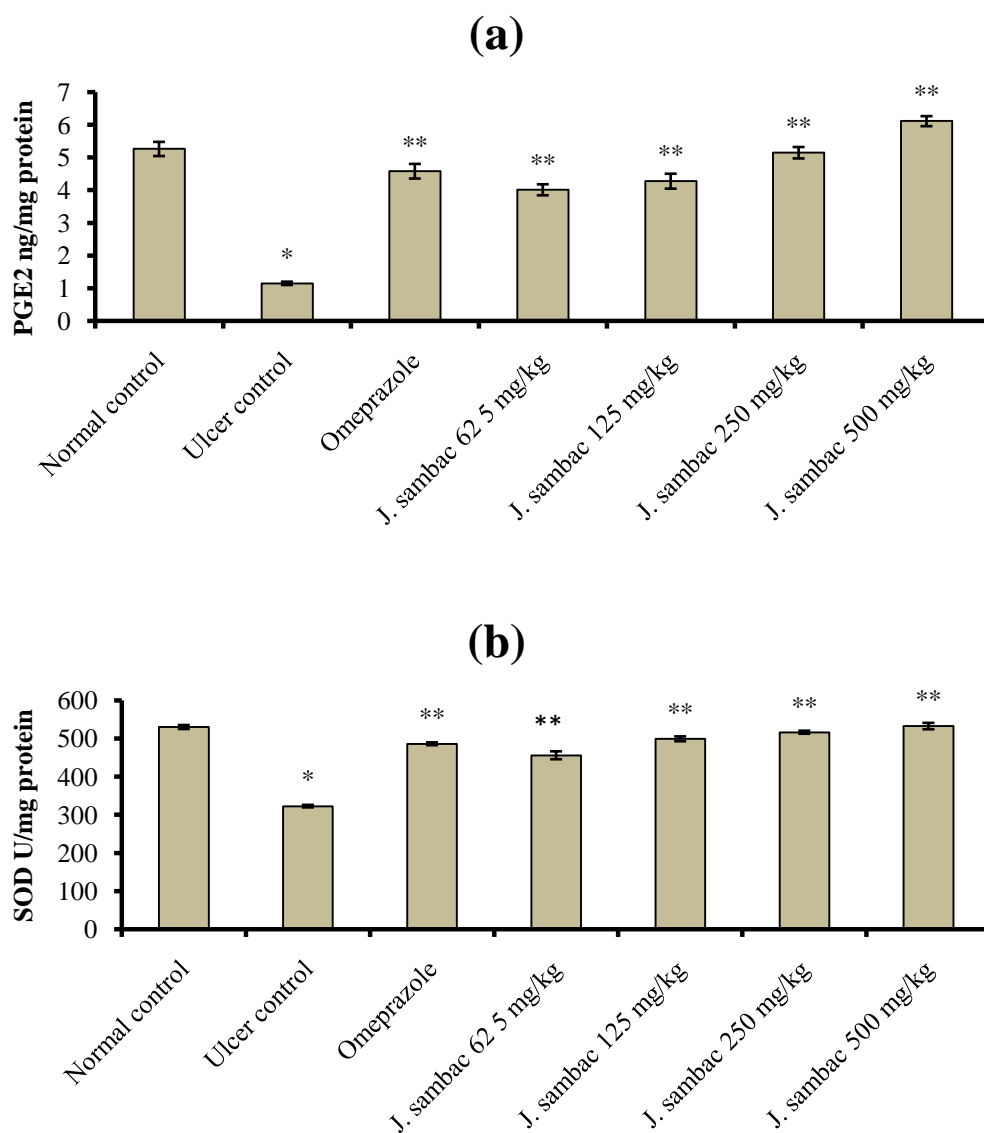 (a)
PGE2 ng/mg protein
7
6
5
4
3
2
1
0
**
**
**
**
**
*
Normal control
Ulcer control
Omeprazole
J. sambac 62 5 mg/kg
J. sambac 125 mg/kg
J. sambac 250 mg/kg
J. sambac 500 mg/kg
(b)
SOD U/mg protein
600
500
400
300
200
100
0
*
**
**
**
**
**
Normal control
Ulcer control
Omeprazole
J. sambac 62 5 mg/kg
J. sambac 125 mg/kg
J. sambac 250 mg/kg
J. sambac 500 mg/kg